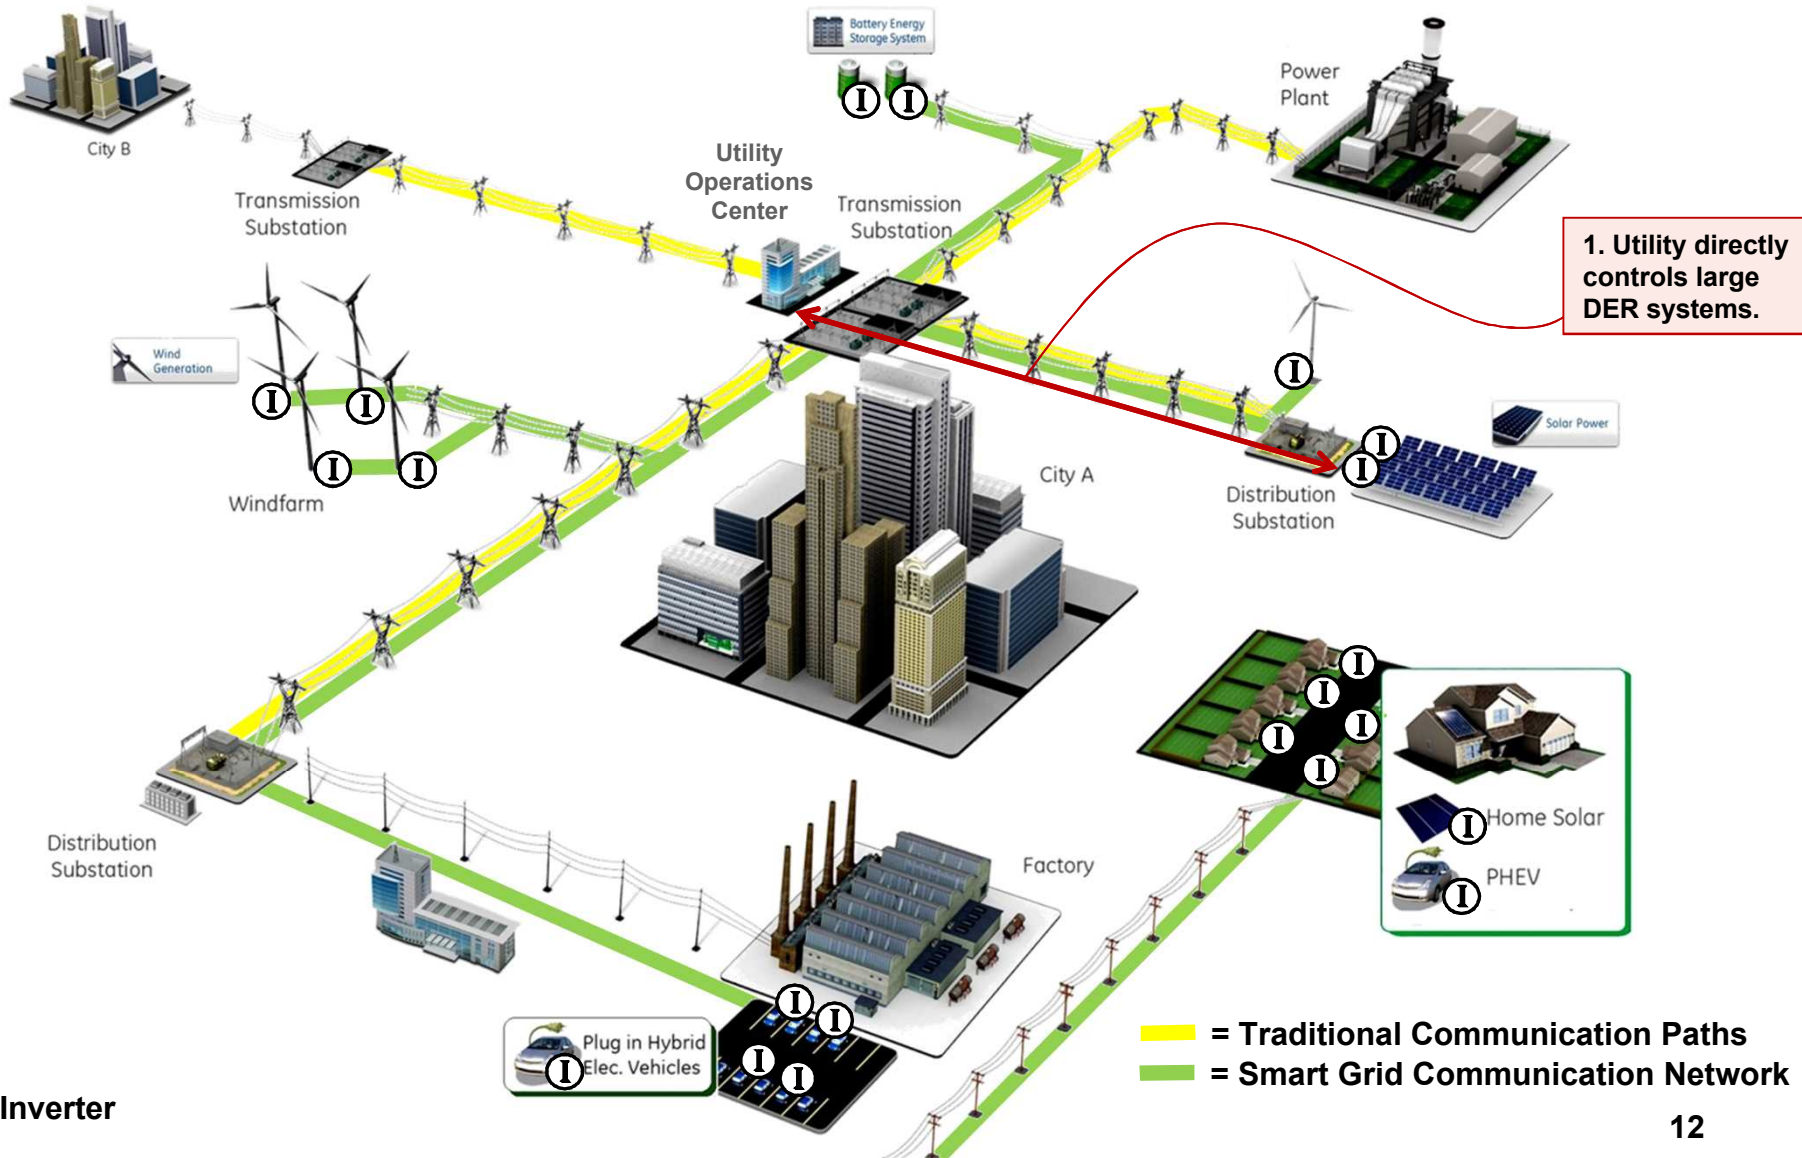 Battery Energy
Storage System
Power
Plant
City B
Utility
Operations
Center
Transmission
Substation
Transmission
Substation
1. Utility directly
controls large
DER systems.
Wind
Generation
Solar Power
City A
Windfarm
Distribution
Substation
I
I
I
I
I
I
I
I
I
I
I
I
I
I
Home Solar
I
PHEV
I
Distribution
Substation
Factory
I
I
I
I
Plug in Hybrid
Elec. Vehicles
I
= Traditional Communication Paths
= Smart Grid Communication Network
Inverter
12